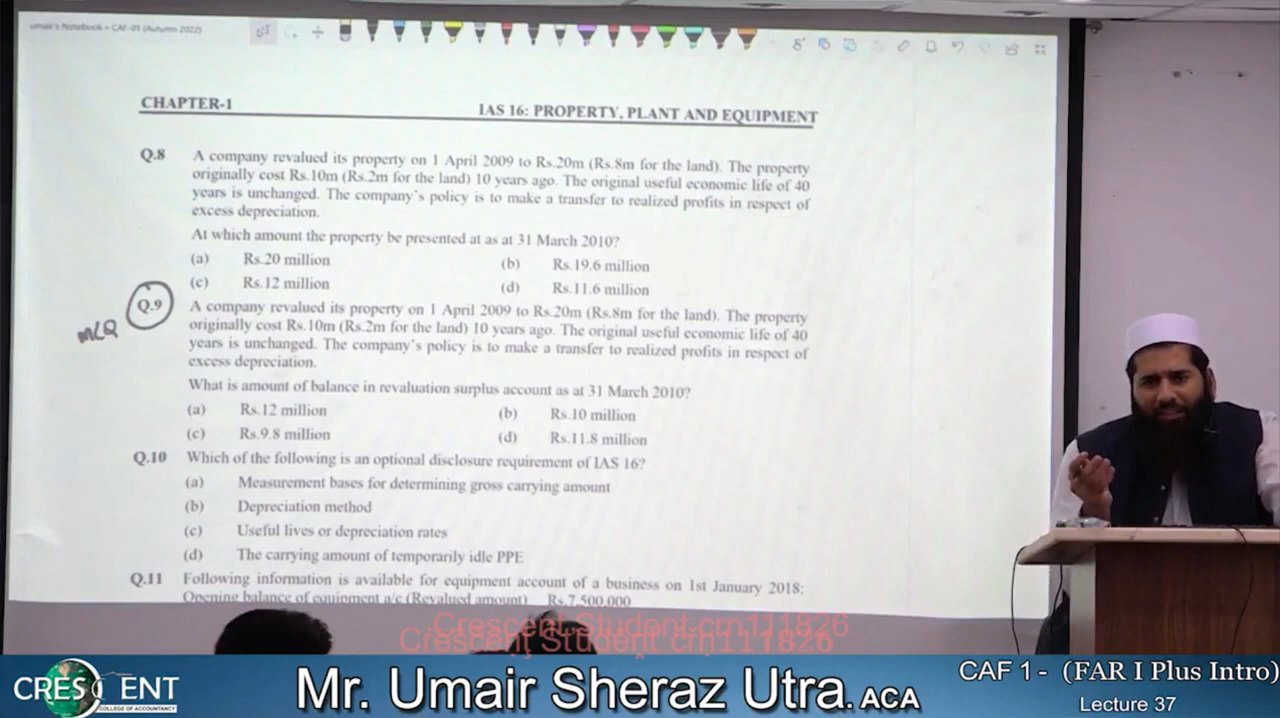 umair's Notebook • CAF-01 (Autumn 2022)
CHAPTER-1 IAS 16: PROPERTY, PLANT AND EQUIPMENT
Q.8 A company revalued its property on 1 April 2009 to Rs.20m (Rs.8m for the land). The property
originally cost Rs.10m (Rs.2m for the land) 10 years ago. The original useful economic life of 40
years is unchanged. The company's policy is to make a transfer to realized profits in respect of
excess depreciation.
At which amount the property be presented at as at 31 March 2010?
(a) Rs.20 million (b) Rs.19.6 million
(c) Rs.12 million (d) Rs.11.6 million
MCQ
Q.9 A company revalued its property on 1 April 2009 to Rs.20m (Rs.8m for the land). The property
originally cost Rs.10m (Rs.2m for the land) 10 years ago. The original useful economic life of 40
years is unchanged. The company's policy is to make a transfer to realized profits in respect of
excess depreciation.
What is amount of balance in revaluation surplus account as at 31 March 2010?
(a) Rs.12 million (b) Rs.10 million
(c) Rs.9.8 million (d) Rs.11.8 million
Q.10 Which of the following is an optional disclosure requirement of IAS 16?
(a) Measurement bases for determining gross carrying amount
(b) Depreciation method
(c) Useful lives or depreciation rates
(d) The carrying amount of temporarily idle PPE
Q.11 Following information is available for equipment account of a business on 1st January 2018:
Opening balance of equipment a/c (Revalued amount) Rs.7,500,000
Crescent Student crn111826
Crescent Student crn111826
CRESCENT
COLLEGE OF ACCOUNTANCY
Mr. Umair Sheraz Utra. ACA
CAF 1 - (FAR I Plus Intro)
Lecture 37